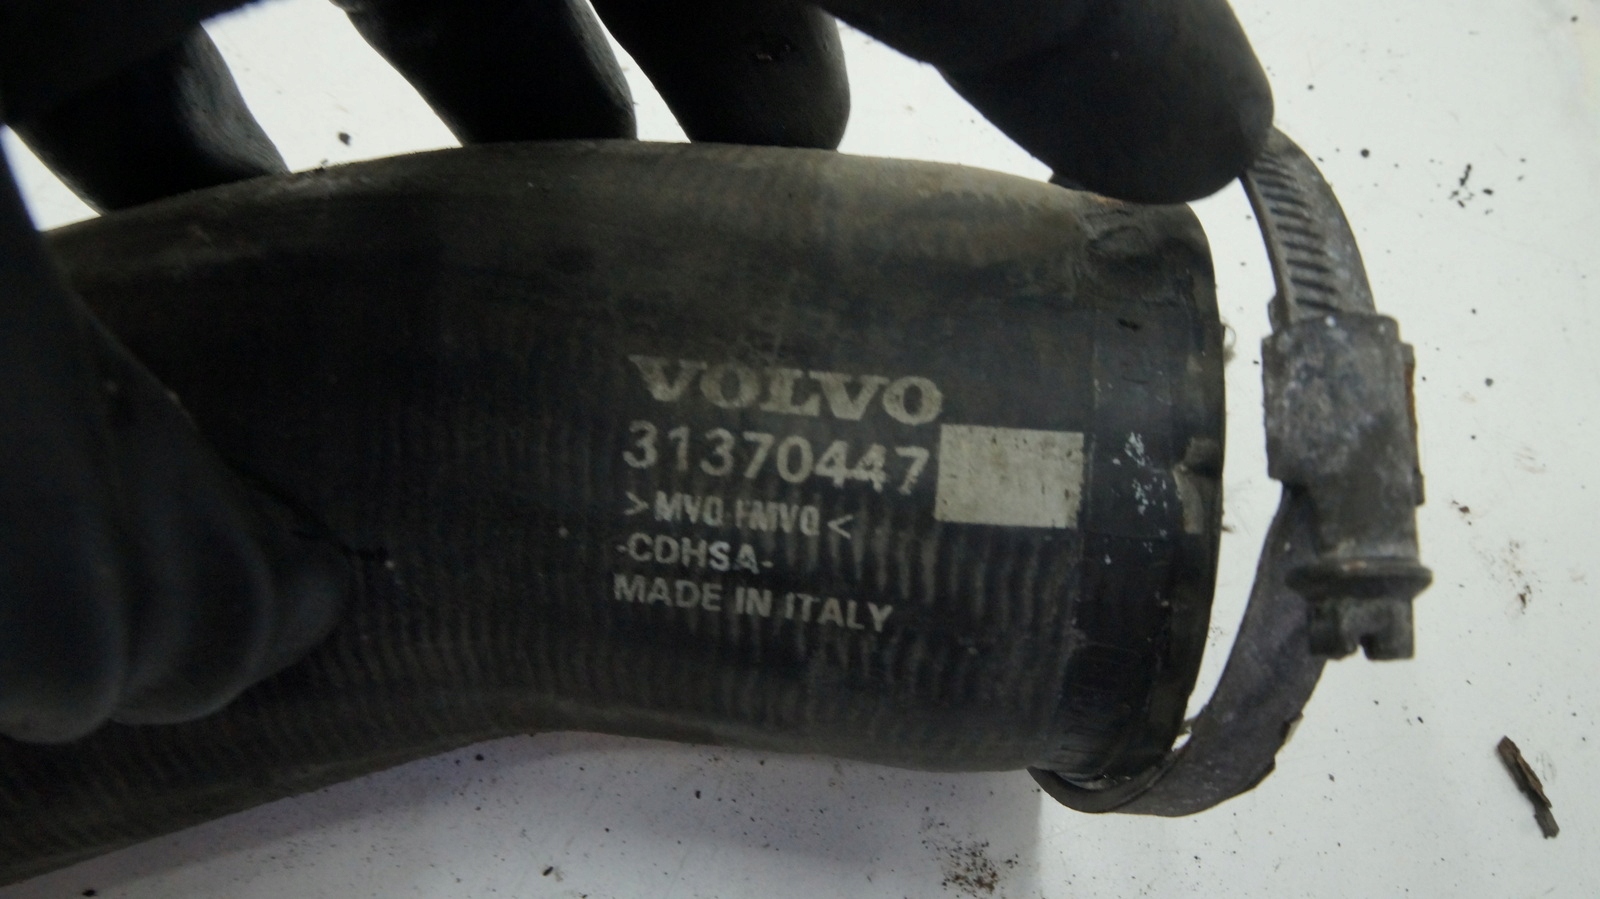 VOLVO
31370447
>MVQ FMVQ<
-CDHSA-
MADE IN ITALY